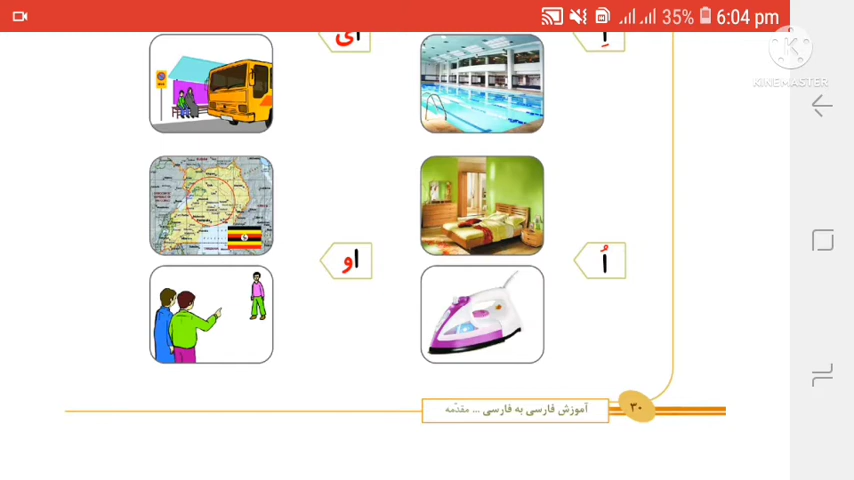 35% 6:04 pm
KINEMASTER
اِ
ای
اُ
او
۳۰
آموزش فارسی به فارسی ... مقدّمه